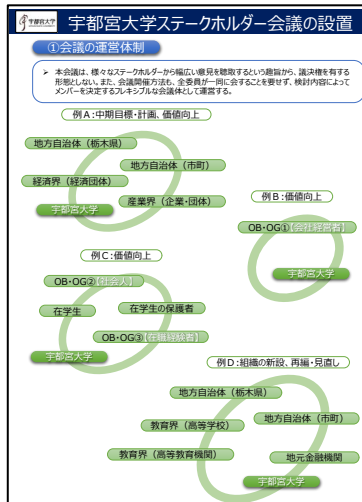 宇都宮大学 宇都宮大学ステークホルダー会議の設置
①会議の運営体制
➢ 本会議は、様々なステークホルダーから幅広い意見を聴取するという趣旨から、議決権を有する
形態としない。また、会議開催方法も、全委員が一同に会することを要せず、検討内容によって
メンバーを決定するフレキシブルな会議体として運営する。
例A:中期目標・計画、価値向上
地方自治体(栃木県)
地方自治体(市町)
経済界(経済団体)
産業界(企業・団体)
宇都宮大学
例B:価値向上
OB・OG①【会社経営者】
宇都宮大学
例C:価値向上
OB・OG②【社会人】
在学生
在学生の保護者
OB・OG③【在職経験者】
宇都宮大学
例D:組織の新設、再編・見直し
地方自治体(栃木県)
教育界(高等学校)
地方自治体(市町)
教育界(高等教育機関)
地元金融機関
宇都宮大学